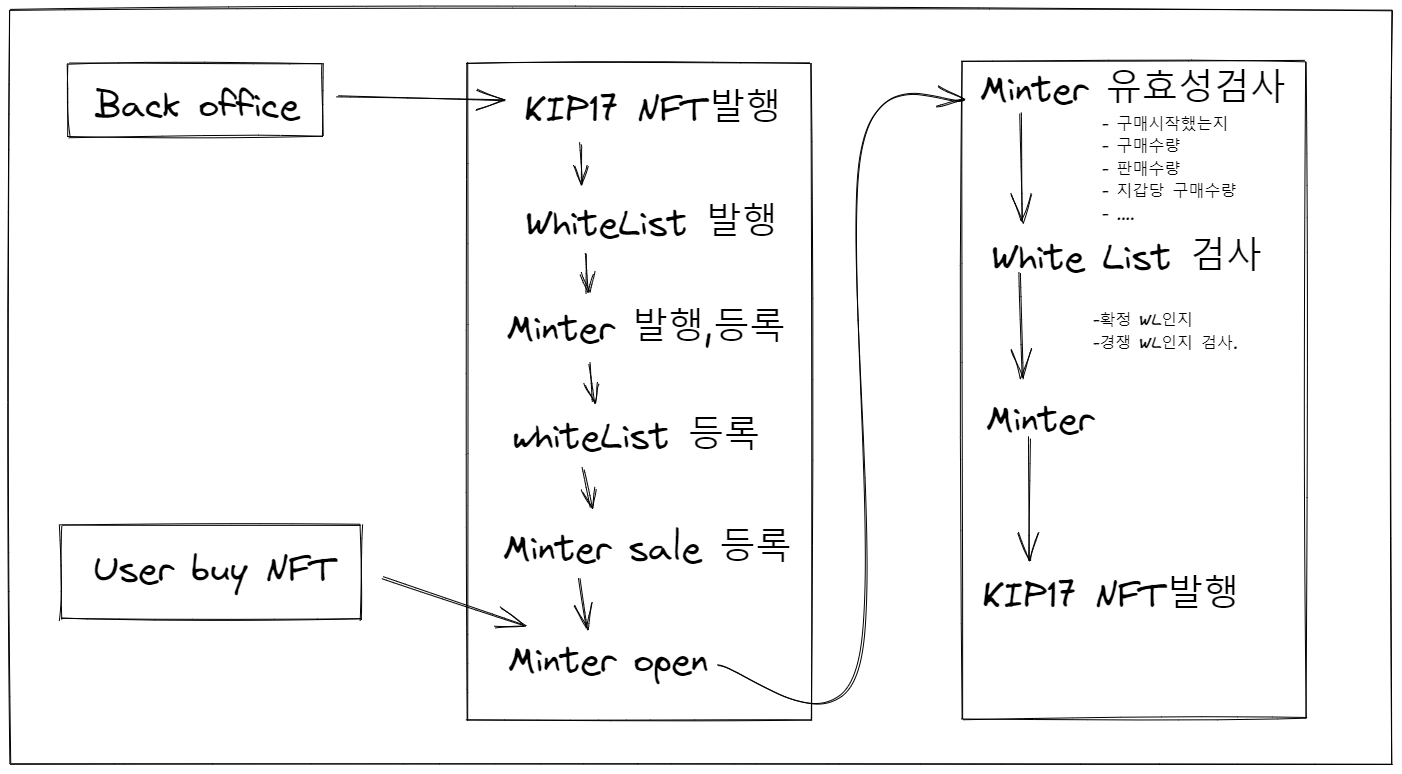 Back office
User buy NFT
KIP17 NFT발행
WhiteList 발행
Minter 발행,등록
whiteList 등록
Minter sale 등록
Minter open
Minter 유효성검사
- 구매시작했는지
- 구매수량
- 판매수량
- 지갑당 구매수량
- ....
White List 검사
-확정 WL인지
-경쟁 WL인지 검사.
Minter
KIP17 NFT발행